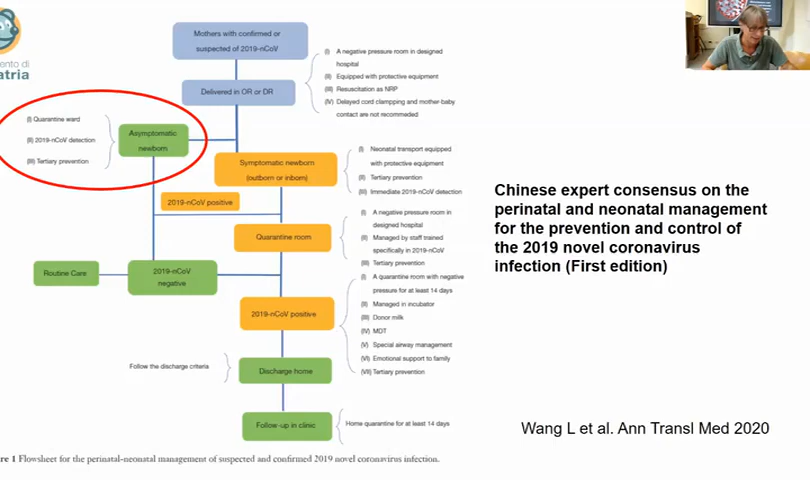 nto di
atria
Mothers with confirmed or
suspected of 2019-nCoV
(I) A negative pressure room in designed
hospital
(II) Equipped with protective equipment
(III) Resuscitation as NRP
(IV) Delayed cord clampping and mother-baby
contact are not recommeded
Delivered in OR or DR
(I) Quarantine ward
(II) 2019-nCoV detection
(III) Tertiary prevention
Asymptomatic
newborn
Symptomatic newborn
(outborn or inborn)
(I) Neonatal transport equipped
with protective equipment
(II) Tertiary prevention
(III) Immediate 2019-nCoV detection
2019-nCoV positive
Quarantine room
(I) A negative pressure room in
designed hospital
(II) Managed by staff trained
specifically in 2019-nCoV
(III) Tertiary prevention
Routine Care
2019-nCoV
negative
2019-nCoV positive
(I) A quarantine room with negative
pressure for at least 14 days
(II) Managed in incubator
(III) Donor milk
(IV) MDT
(V) Special airway management
(VI) Emotional support to family
(VII) Tertiary prevention
Follow the discharge criteria
Discharge home
Follow-up in clinic
Home quarantine for at least 14 days
re 1 Flowsheet for the perinatal-neonatal management of suspected and confirmed 2019 novel coronavirus infection.
Chinese expert consensus on the
perinatal and neonatal management
for the prevention and control of
the 2019 novel coronavirus
infection (First edition)
Wang L et al. Ann Transl Med 2020